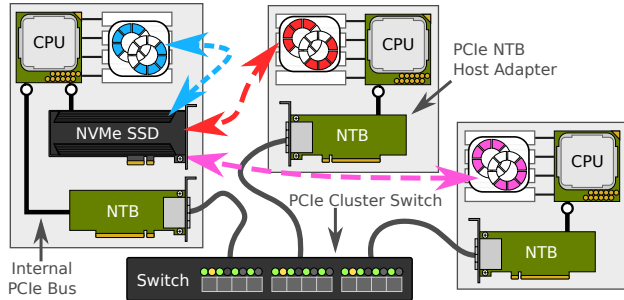 CPU
NVMe SSD
NTB
Internal
PCIe Bus
CPU
NTB
PCIe NTB
Host Adapter
CPU
NTB
PCIe Cluster Switch
Switch